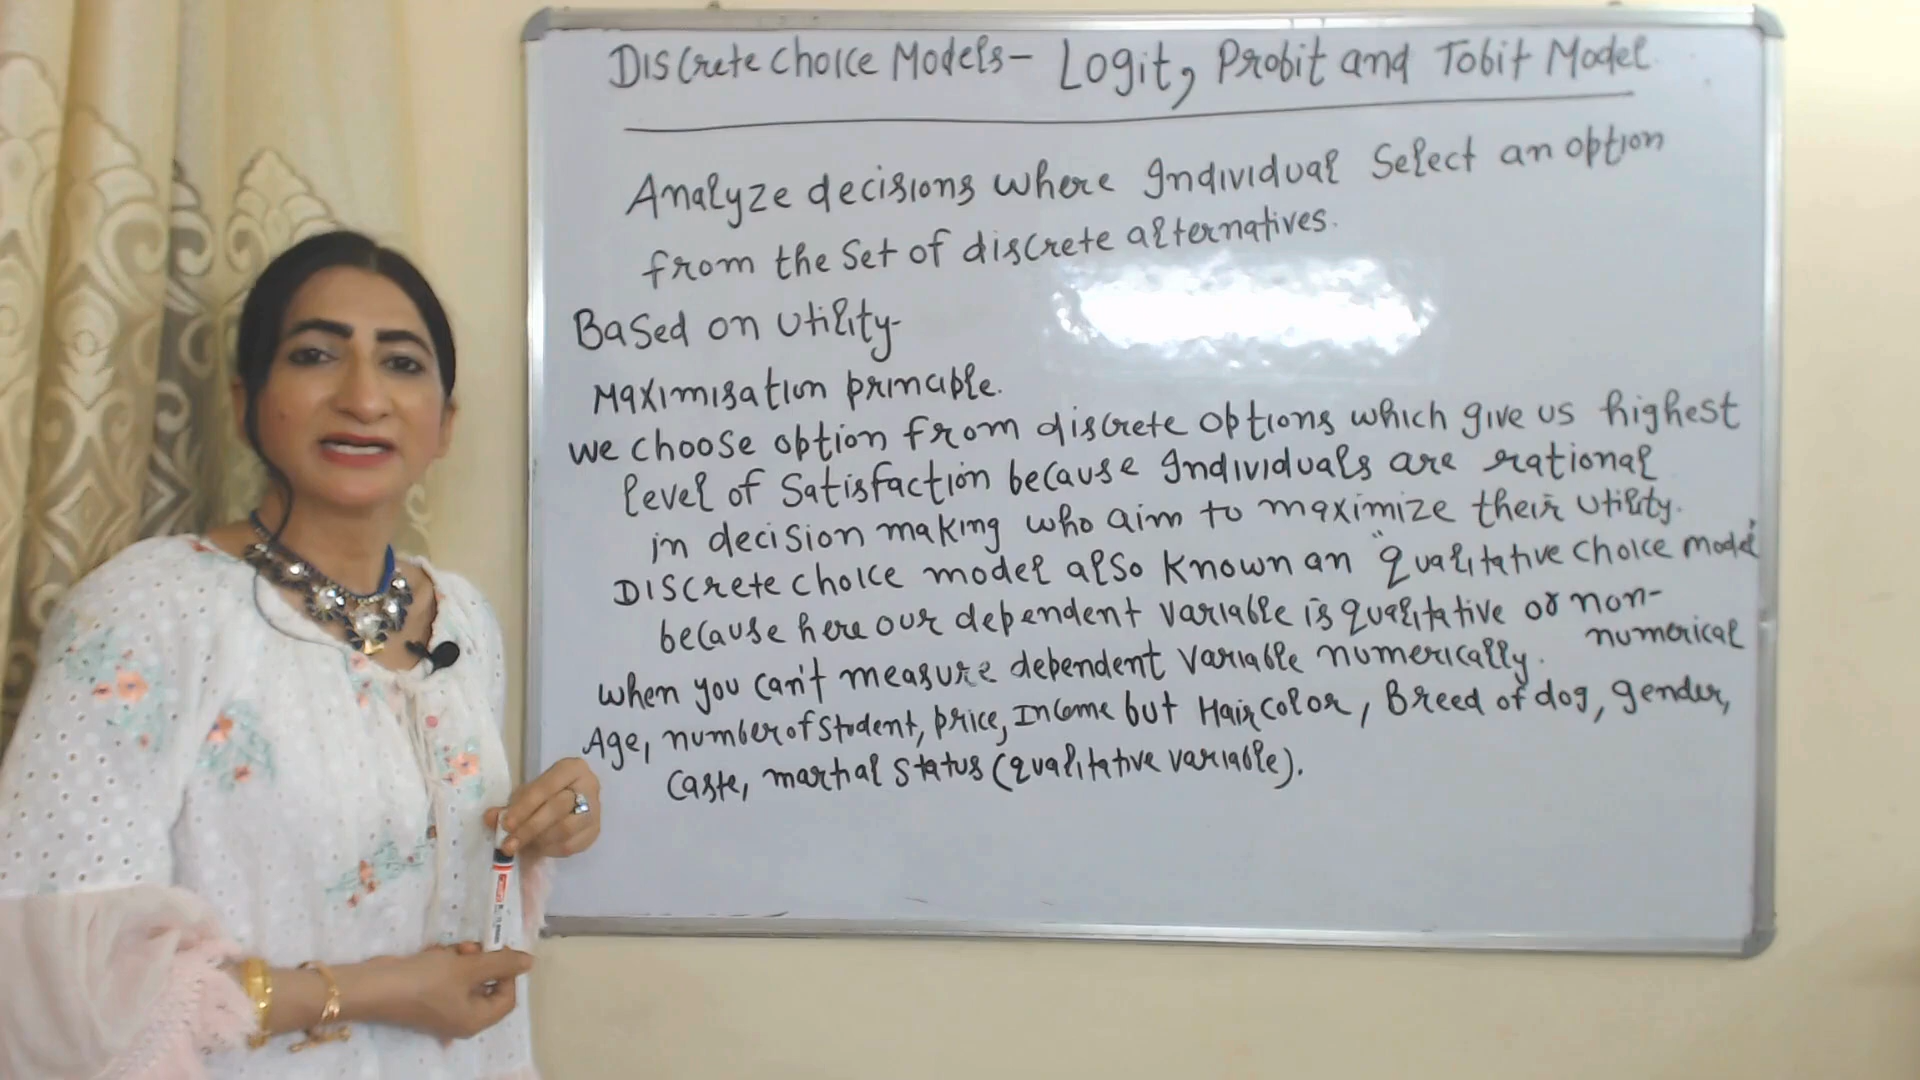 Discrete Choice Models- Logit, Probit and Tobit Model
Analyze decisions where Individual Select an option
from the Set of discrete alternatives.
Based on Utility-
Maximisation principle.
we choose option from discrete options which give us highest
level of Satisfaction because Individuals are rational
in decision making who aim to maximize their Utility.
Discrete choice model also known an "qualitative choice model"
because here our dependent variable is qualitative or non-
numerical
when you can't measure dependent variable numerically.
Age, number of student, price, Income but Hair color, Breed of dog, gender,
Caste, martial status (qualitative variable).